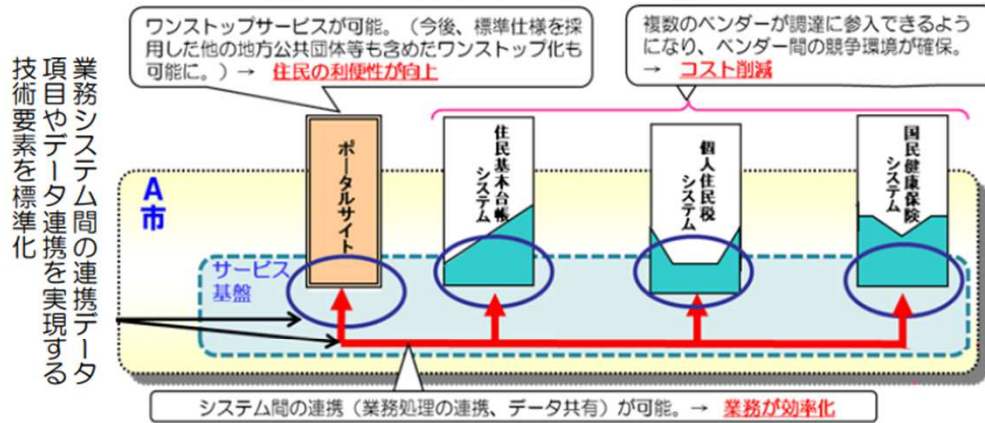 ワンストップサービスが可能。（今後、標準仕様を採
用した他の地方公共団体等も含めたワンストップ化も
可能に。）→ 住民の利便性が向上
複数のベンダーが調達に参入できるよう
になり、ベンダー間の競争環境が確保。
→ コスト削減
業務システム間の連携データ
項目やデータ連携を実現する
技術要素を標準化
A市
ポータルサイト
住民基本台帳
システム
個人住民税
システム
国民健康保険
システム
サービス
基盤
システム間の連携（業務処理の連携、データ共有）が可能。→ 業務が効率化